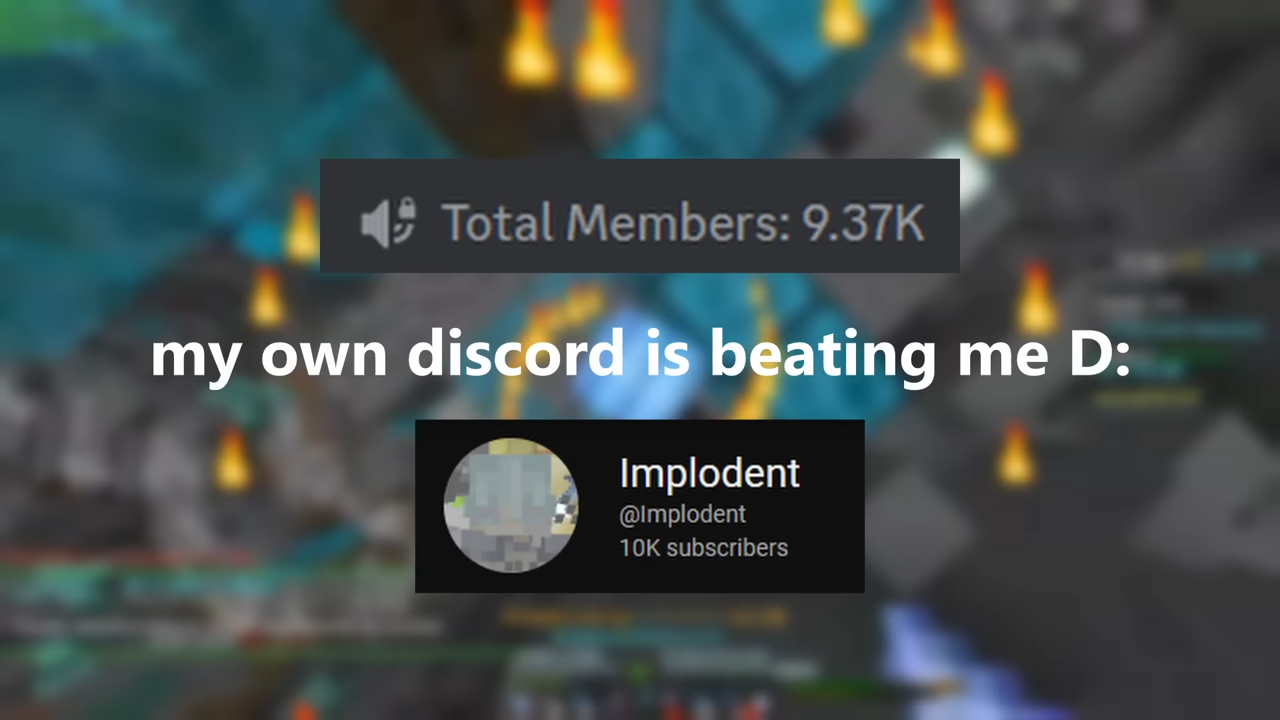 Total Members: 9.37K
my own discord is beating me D:
Implodent
@Implodent
10K subscribers